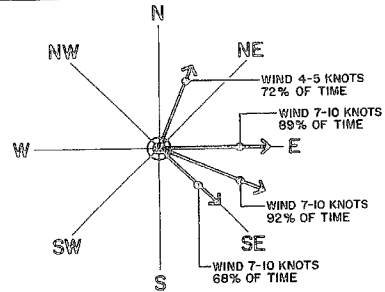 N
NW
NE
WIND 4-5 KNOTS
72% OF TIME
WIND 7-10 KNOTS
89% OF TIME
W
E
WIND 7-10 KNOTS
92% OF TIME
SW
SE
WIND 7-10 KNOTS
68% OF TIME
S